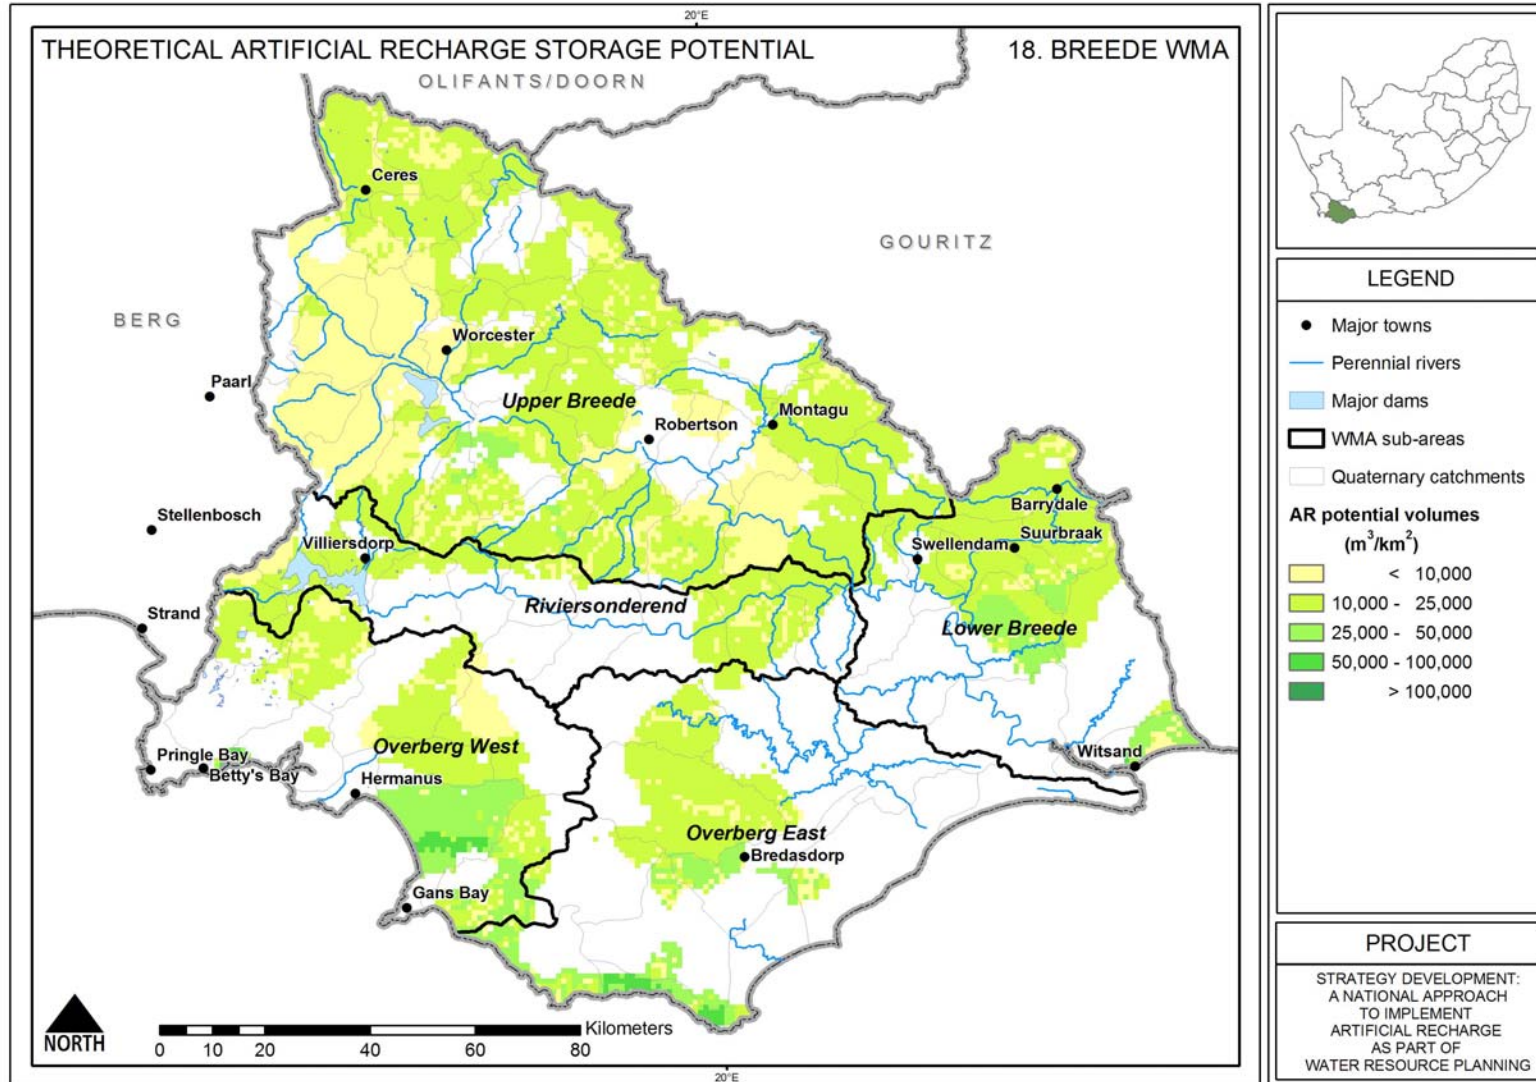 20°E
THEORETICAL ARTIFICIAL RECHARGE STORAGE POTENTIAL
18. BREEDE WMA
OLIFANTS/DOORN
Ceres
GOURITZ
BERG
Worcester
Paarl
Upper Breede
Montagu
Robertson
Barrydale
Stellenbosch
Villiersdorp
Swellendam
Suurbraak
Strand
Riviersonderend
Lower Breede
Overberg West
Witsand
Pringle Bay
Betty's Bay
Hermanus
Overberg East
Bredasdorp
Gans Bay
NORTH
Kilometers
0 10 20 40 60 80
20°E
LEGEND
Major towns
Perennial rivers
Major dams
WMA sub-areas
Quaternary catchments
AR potential volumes
(m³/km²)
< 10,000
10,000 - 25,000
25,000 - 50,000
50,000 - 100,000
> 100,000
PROJECT
STRATEGY DEVELOPMENT:
A NATIONAL APPROACH
TO IMPLEMENT
ARTIFICIAL RECHARGE
AS PART OF
WATER RESOURCE PLANNING